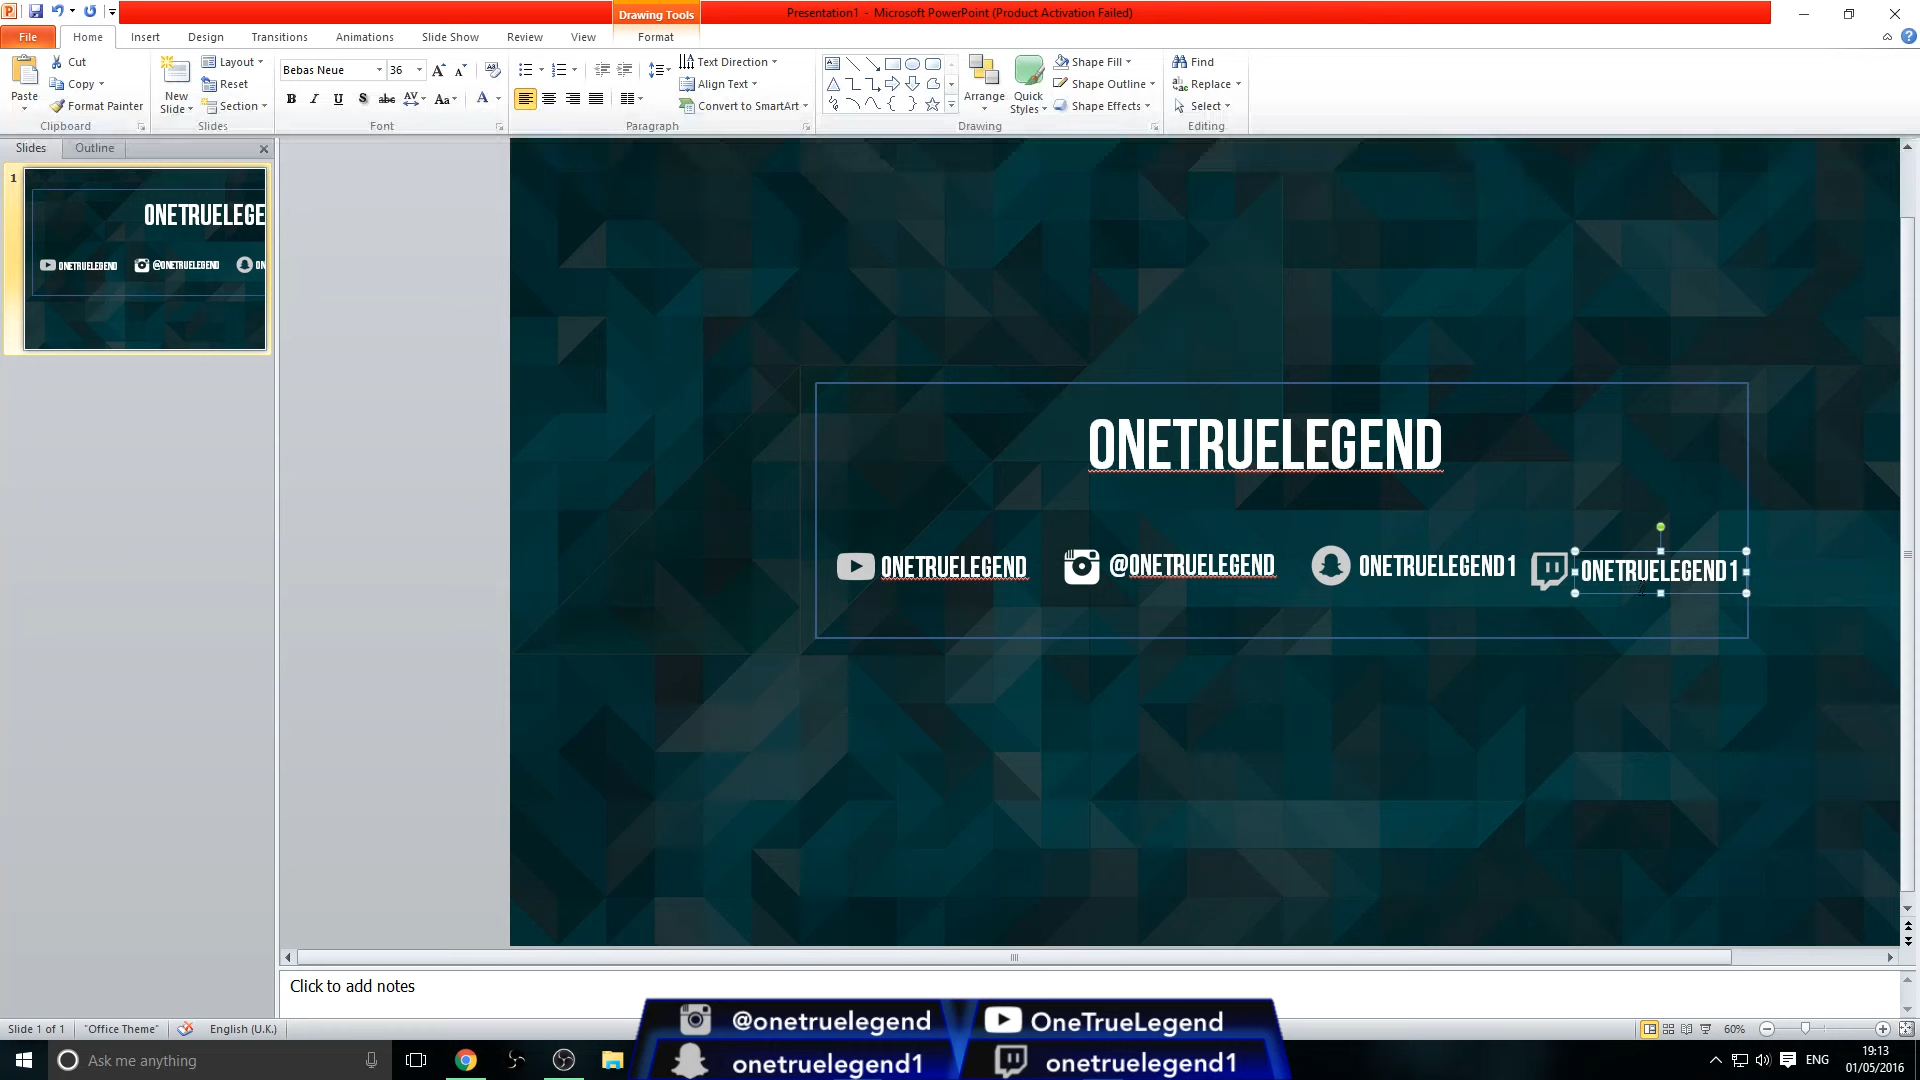 Presentation1 - Microsoft PowerPoint (Product Activation Failed)
Drawing Tools
File Home Insert Design Transitions Animations Slide Show Review View Format
Paste
Cut
Copy
Format Painter
Clipboard
New Slide
Layout
Reset
Section
Slides
Bebas Neue 36
Font
Text Direction
Align Text
Convert to SmartArt
Paragraph
Arrange
Quick Styles
Shape Fill
Shape Outline
Shape Effects
Drawing
Find
Replace
Select
Editing
Slides Outline
1
ONETRUELEGE
ONETRUELEGEND @ONETRUELEGEND ON
ONETRUELEGEND
ONETRUELEGEND @ONETRUELEGEND ONETRUELEGEND1 ONETRUELEGEND1
Click to add notes
Slide 1 of 1 "Office Theme" English (U.K.) 60%
@onetruelegend OneTrueLegend
onetruelegend1 onetruelegend1
Ask me anything
ENG
19:13
01/05/2016